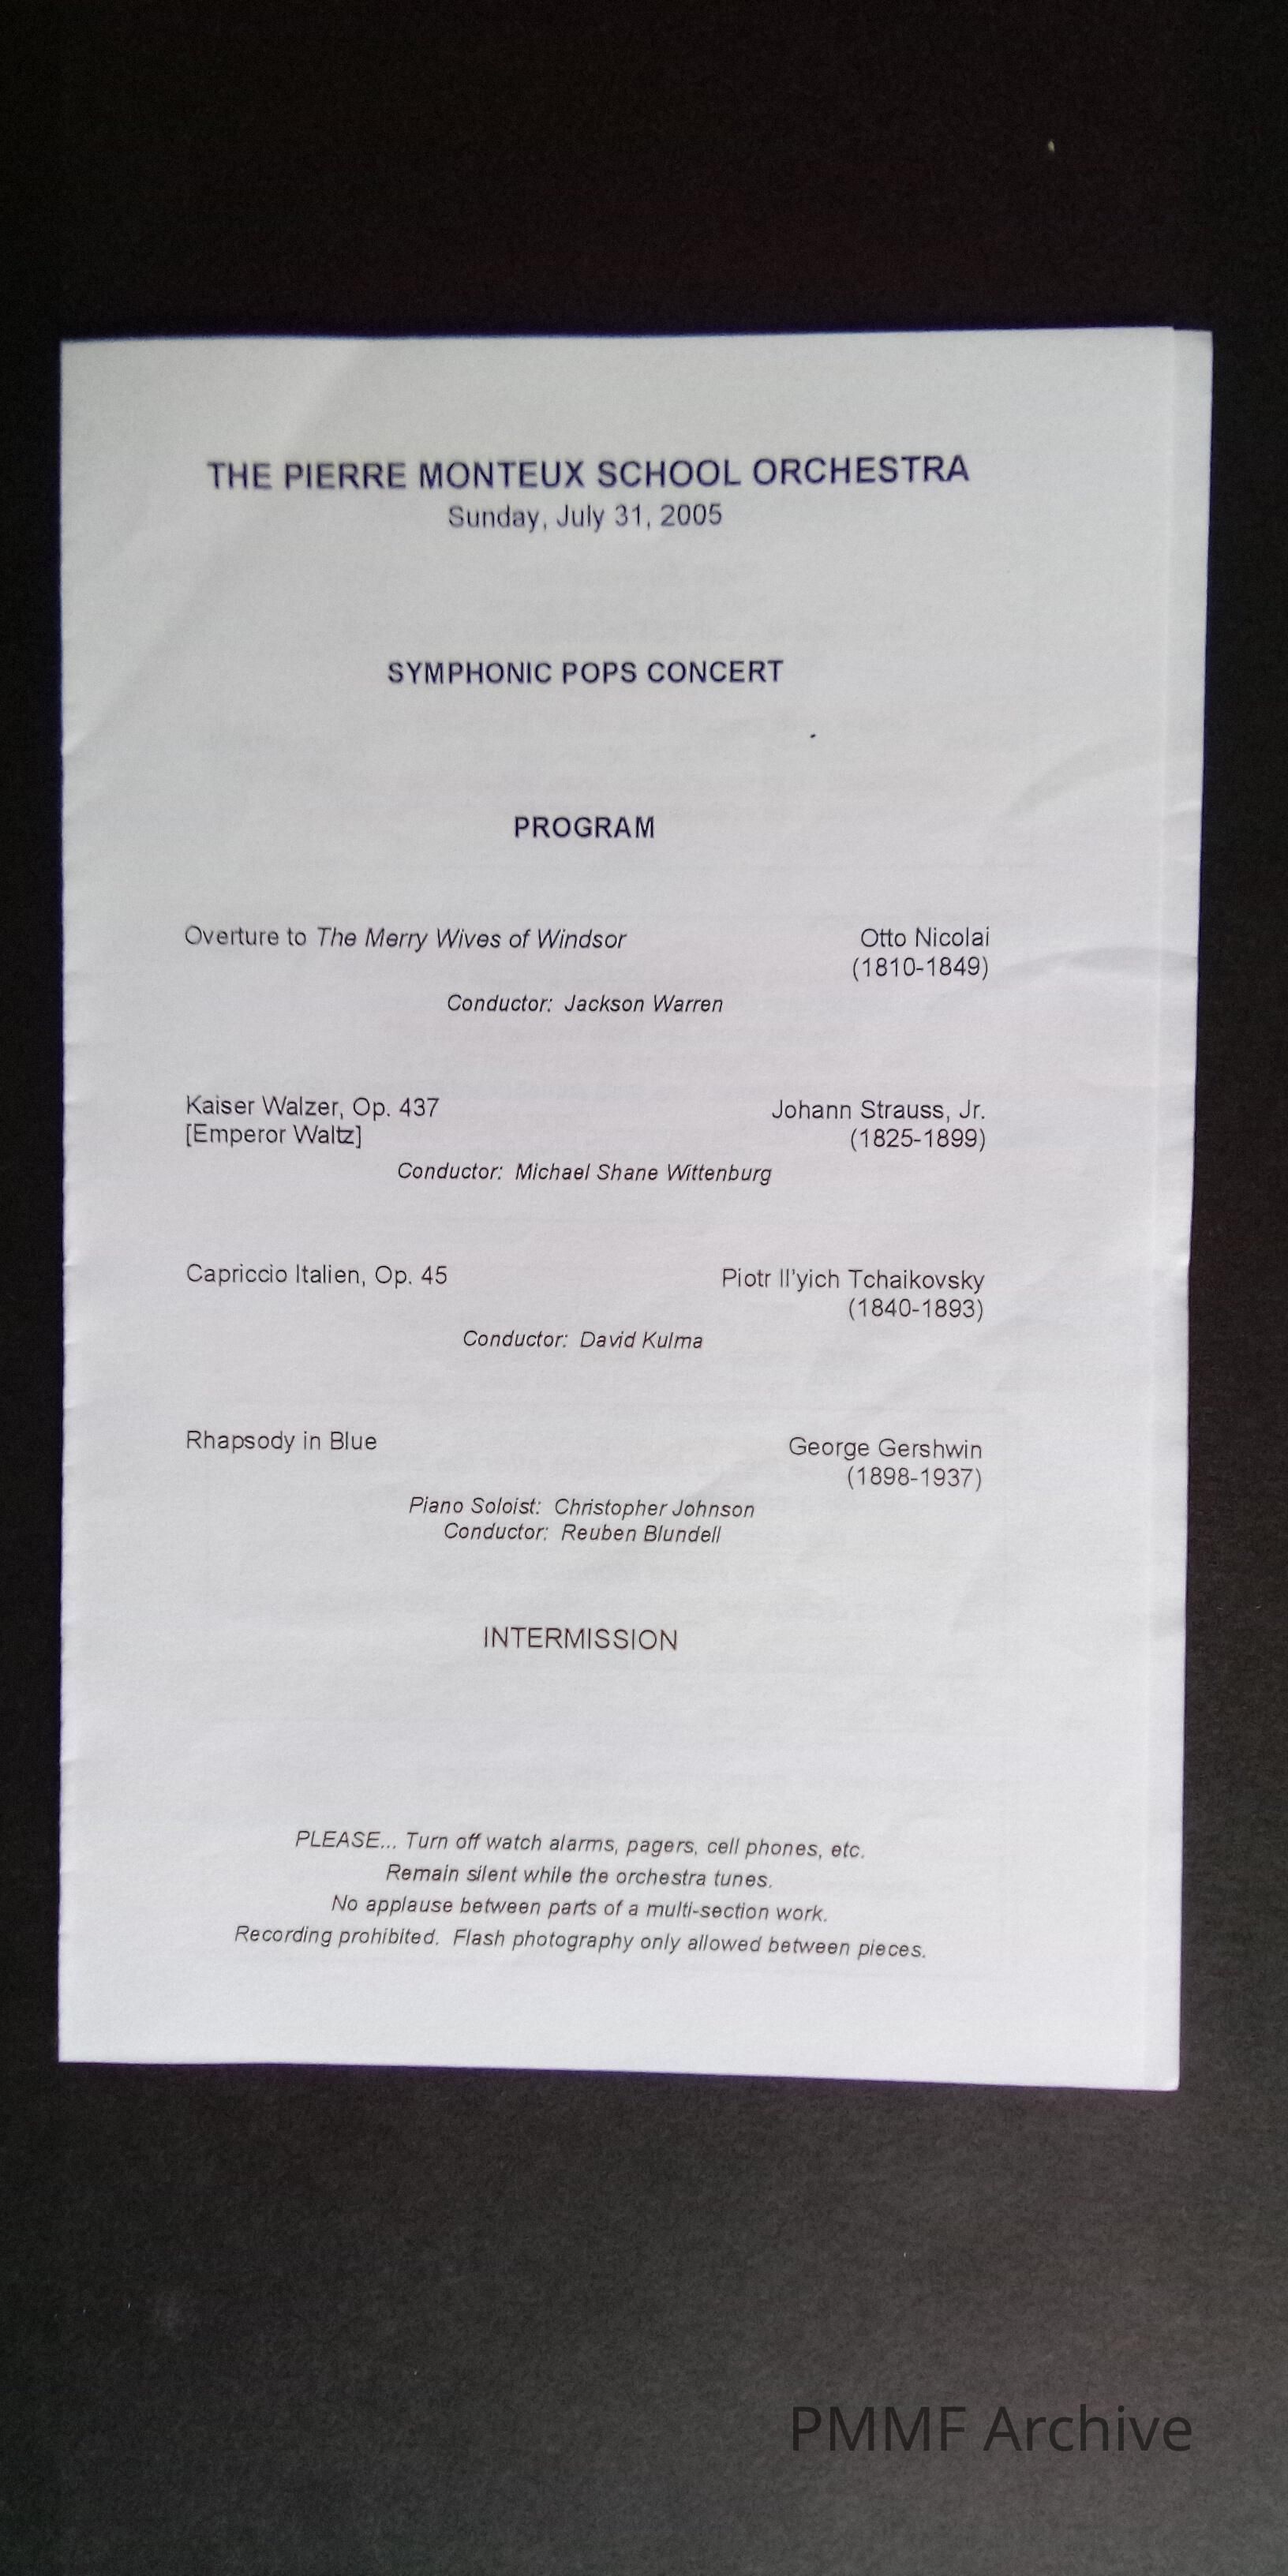 THE PIERRE MONTEUX SCHOOL ORCHESTRA
Sunday, July 31, 2005
SYMPHONIC POPS CONCERT
PROGRAM
Overture to The Merry Wives of Windsor Otto Nicolai
(1810-1849)
Conductor: Jackson Warren
Kaiser Walzer, Op. 437 Johann Strauss, Jr.
[Emperor Waltz] (1825-1899)
Conductor: Michael Shane Wittenburg
Capriccio Italien, Op. 45 Piotr Il'yich Tchaikovsky
(1840-1893)
Conductor: David Kulma
Rhapsody in Blue George Gershwin
(1898-1937)
Piano Soloist: Christopher Johnson
Conductor: Reuben Blundell
INTERMISSION
PLEASE... Turn off watch alarms, pagers, cell phones, etc.
Remain silent while the orchestra tunes.
No applause between parts of a multi-section work.
Recording prohibited. Flash photography only allowed between pieces.
PMMF Archive